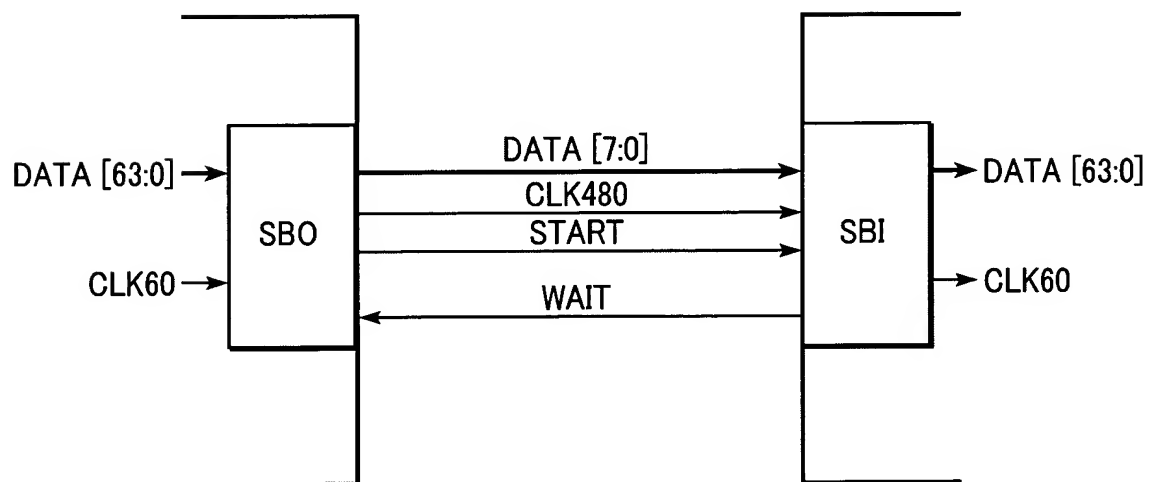 DATA [63:0]
CLK60
SBO
DATA [7:0]
CLK480
START
WAIT
SBI
DATA [63:0]
CLK60